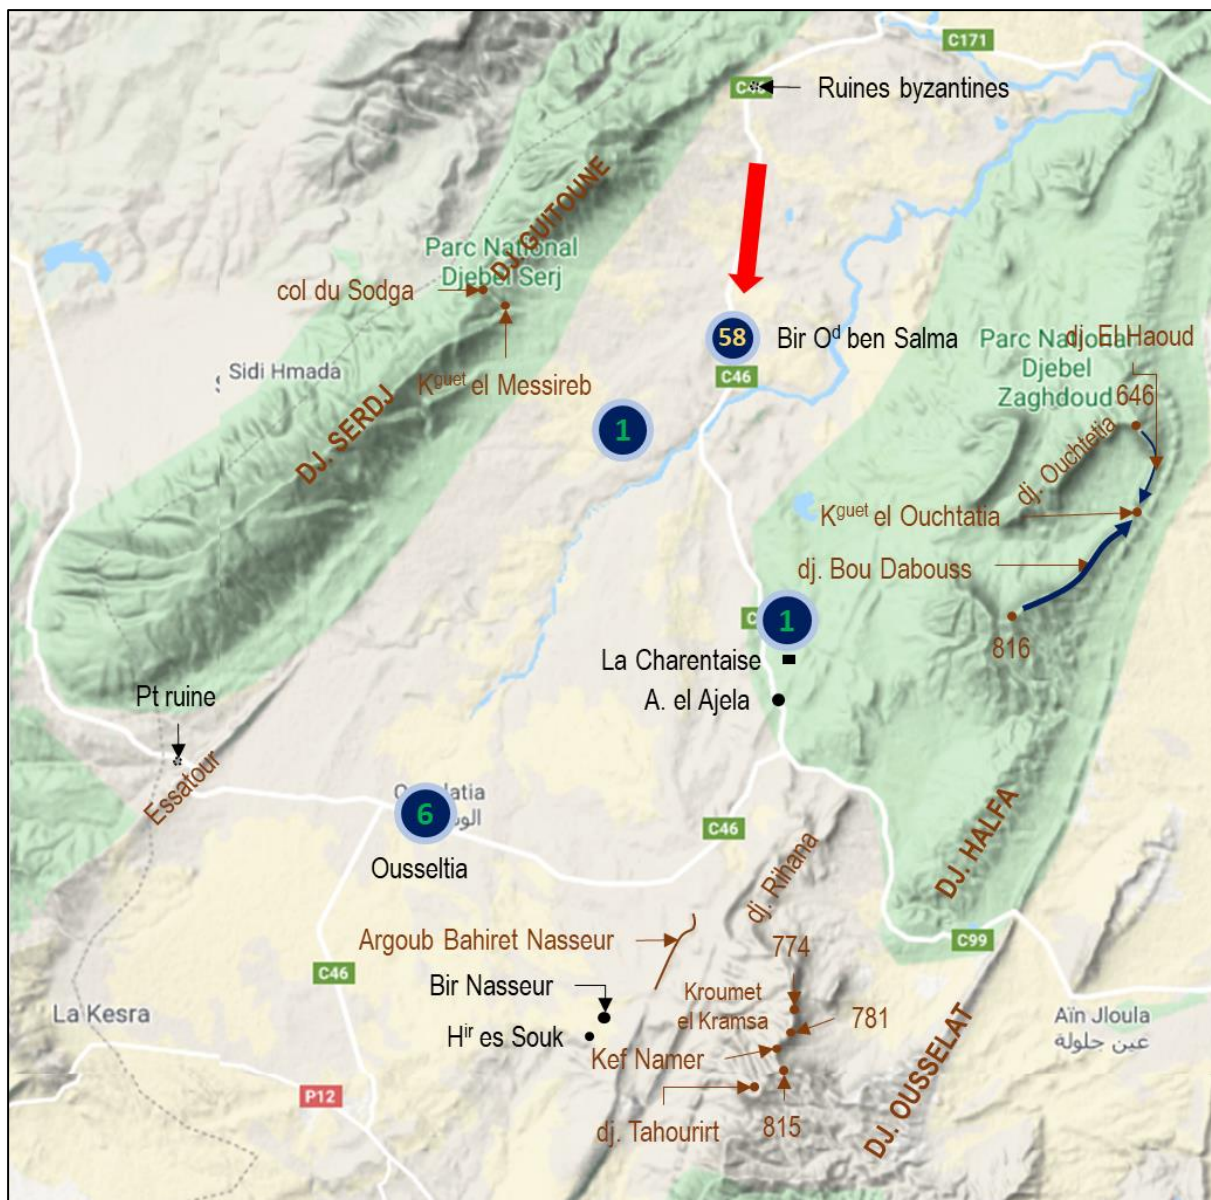 C171
Ruines byzantines
DJ. GUITOUNE
Parc National
Djebel Serj
col du Sodga
58
Bir Oᵈ ben Salma
C46
Sidi Hmada
Kᵍᵘᵉᵗ el Messireb
DJ. SERDJ
1
Parc National
Djebel
Zaghdoud
dj. El Haoud
646
dj. Ouchtetia
Kᵍᵘᵉᵗ el Ouchtatia
dj. Bou Dabouss
816
1
La Charentaise
A. el Ajela
Pt ruine
Essatour
6
Ousseltia
C46
dj. Rihana
DJ. HALFA
C99
Argoub Bahiret Nasseur
774
C46
Bir Nasseur
Kroumet
el Kramsa
781
La Kesra
Hⁱʳ es Souk
Kef Namer
Aïn Jloula
عين جلولة
P12
dj. Tahourirt
815
DJ. OUSSELAT